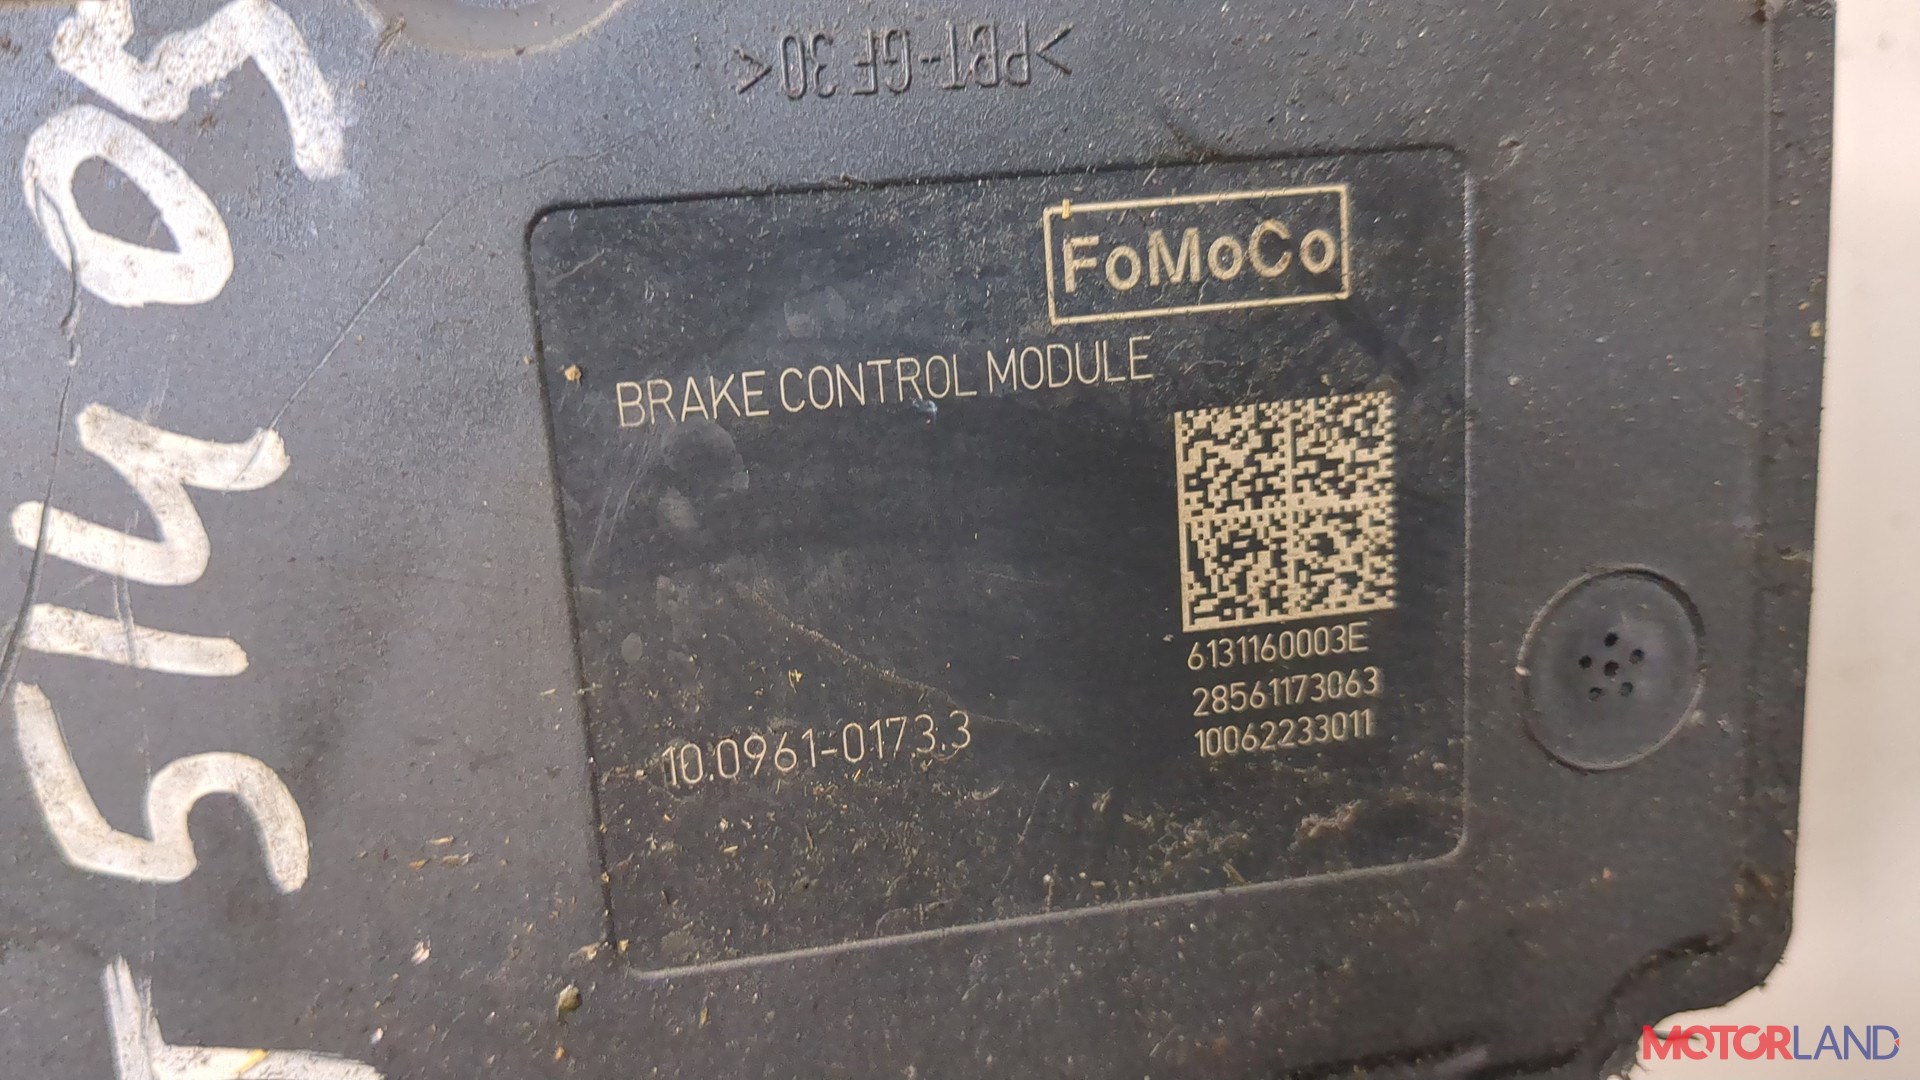 >PBT-GF30<
FoMoCo
BRAKE CONTROL MODULE
6131160003E
28561173063
10062233011
10.0961-0173.3
MOTORLAND